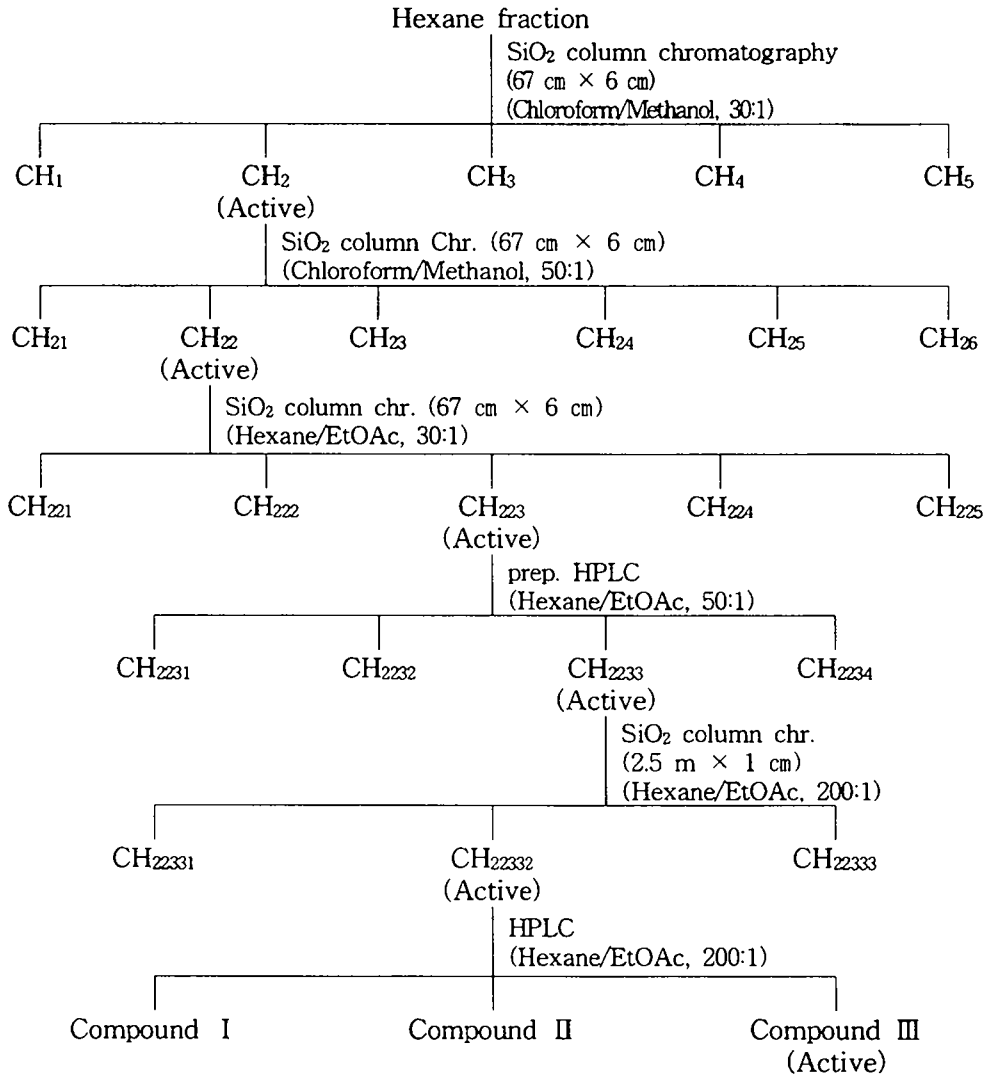 Hexane fraction
SiO₂ column chromatography
(67 cm × 6 cm)
(Chloroform/Methanol, 30:1)
CH₁ CH₂ CH₃ CH₄ CH₅
(Active)
SiO₂ column Chr. (67 cm × 6 cm)
(Chloroform/Methanol, 50:1)
CH₂₁ CH₂₂ CH₂₃ CH₂₄ CH₂₅ CH₂₆
(Active)
SiO₂ column chr. (67 cm × 6 cm)
(Hexane/EtOAc, 30:1)
CH₂₂₁ CH₂₂₂ CH₂₂₃ CH₂₂₄ CH₂₂₅
(Active)
prep. HPLC
(Hexane/EtOAc, 50:1)
CH₂₂₃₁ CH₂₂₃₂ CH₂₂₃₃ CH₂₂₃₄
(Active)
SiO₂ column chr.
(2.5 m × 1 cm)
(Hexane/EtOAc, 200:1)
CH₂₂₃₃₁ CH₂₂₃₃₂ CH₂₂₃₃₃
(Active)
HPLC
(Hexane/EtOAc, 200:1)
Compound Ⅰ Compound Ⅱ Compound Ⅲ
(Active)